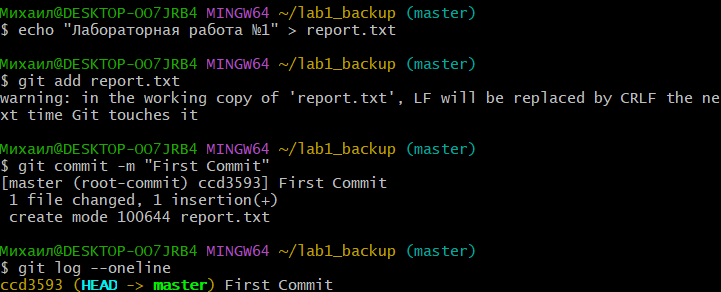 Михаил@DESKTOP-OO7JRB4 MINGW64 ~/lab1_backup (master)
$ echo "Лабораторная работа №1" > report.txt
Михаил@DESKTOP-OO7JRB4 MINGW64 ~/lab1_backup (master)
$ git add report.txt
warning: in the working copy of 'report.txt', LF will be replaced by CRLF the ne
xt time Git touches it
Михаил@DESKTOP-OO7JRB4 MINGW64 ~/lab1_backup (master)
$ git commit -m "First Commit"
[master (root-commit) ccd3593] First Commit
 1 file changed, 1 insertion(+)
 create mode 100644 report.txt
Михаил@DESKTOP-OO7JRB4 MINGW64 ~/lab1_backup (master)
$ git log --oneline
ccd3593 (HEAD -> master) First Commit